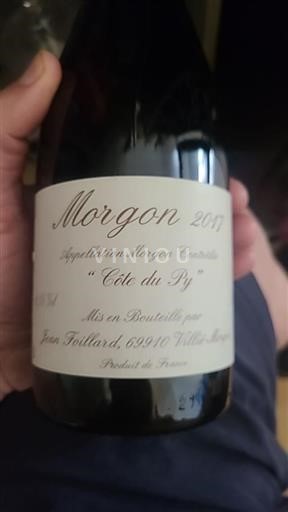 Morgon 2017
Appellation Morgon Contrôlée
VINYOU
"Côte du Py"
Mis en Bouteille par
Jean Foillard, 69910 Villié-Morgon
Produit de France